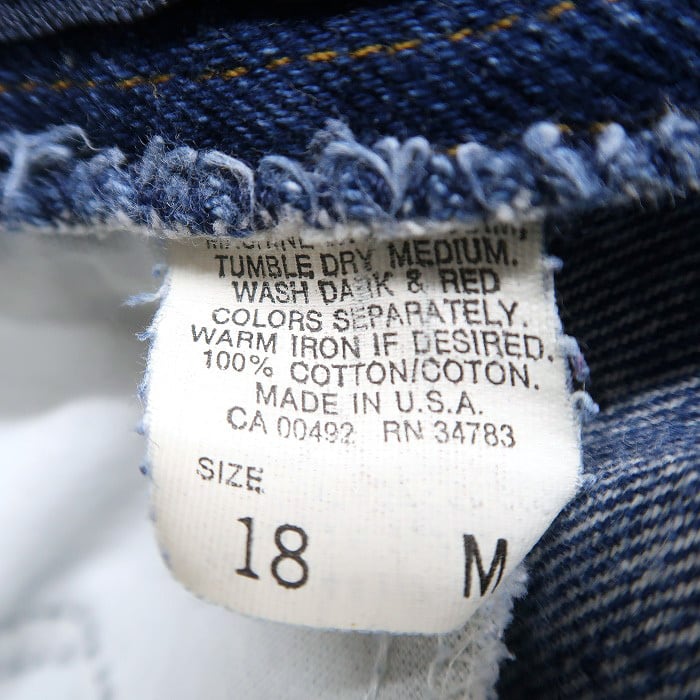 TUMBLE DRY MEDIUM.
WASH DARK & RED
COLORS SEPARATELY.
WARM IRON IF DESIRED.
100% COTTON/COTON.
MADE IN U.S.A.
CA 00492 RN 34783
SIZE
18 M